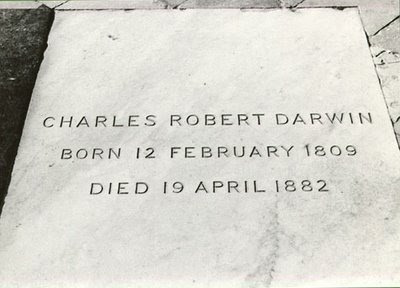 CHARLES ROBERT DARWIN
BORN 12 FEBRUARY 1809
DIED 19 APRIL 1882